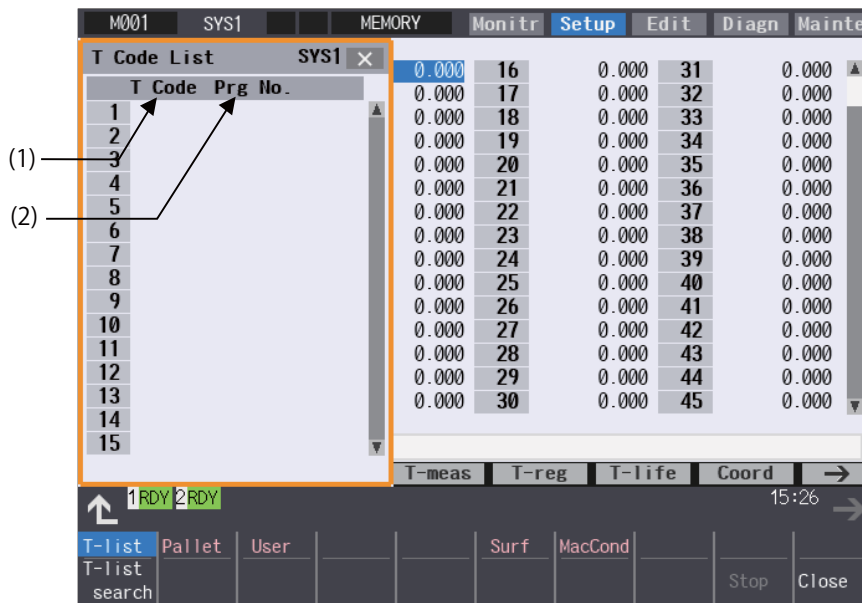 M001 SYS1 MEMORY Monitr Setup Edit Diagn Mainte
T Code List SYS1
T Code Prg No.
0.000 16 0.000 31 0.000
1 0.000 17 0.000 32 0.000
2 0.000 18 0.000 33 0.000
(1) 3 0.000 19 0.000 34 0.000
4 0.000 20 0.000 35 0.000
5 0.000 21 0.000 36 0.000
(2) 6 0.000 22 0.000 37 0.000
7 0.000 23 0.000 38 0.000
8 0.000 24 0.000 39 0.000
9 0.000 25 0.000 40 0.000
10 0.000 26 0.000 41 0.000
11 0.000 27 0.000 42 0.000
12 0.000 28 0.000 43 0.000
13 0.000 29 0.000 44 0.000
14 0.000 30 0.000 45 0.000
15
T-meas T-reg T-life Coord
1 RDY 2 RDY 15:26
T-list Pallet User Surf MacCond
T-list
search Stop Close